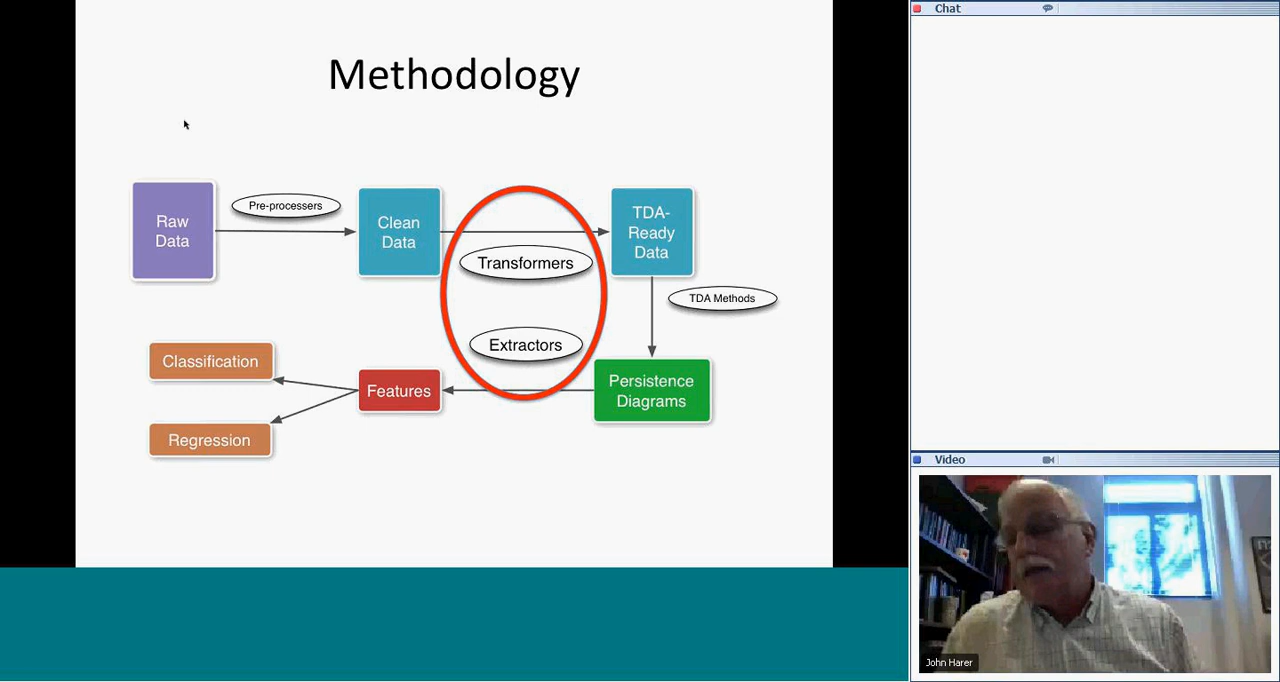 Methodology
Raw
Data
Pre-processers
Clean
Data
Transformers
TDA-
Ready
Data
TDA Methods
Extractors
Persistence
Diagrams
Features
Classification
Regression
Chat
Video
John Harer